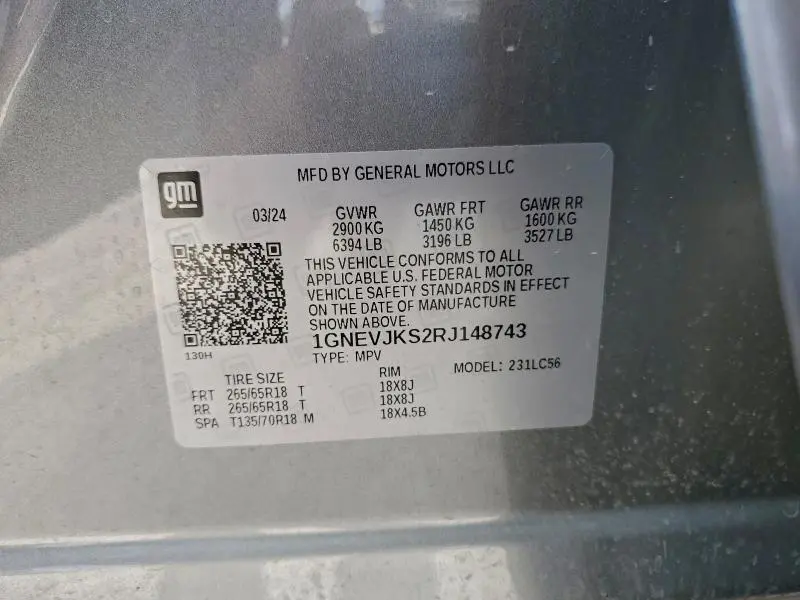 gm
MFD BY GENERAL MOTORS LLC
03/24 GVWR GAWR FRT GAWR RR
2900 KG 1450 KG 1600 KG
6394 LB 3196 LB 3527 LB
THIS VEHICLE CONFORMS TO ALL
APPLICABLE U.S. FEDERAL MOTOR
VEHICLE SAFETY STANDARDS IN EFFECT
ON THE DATE OF MANUFACTURE
SHOWN ABOVE.
1GNEVJKS2RJ148743
130H
TYPE: MPV MODEL: 231LC56
TIRE SIZE RIM
FRT 265/65R18 T 18X8J
RR 265/65R18 T 18X8J
SPA T135/70R18 M 18X4.5B